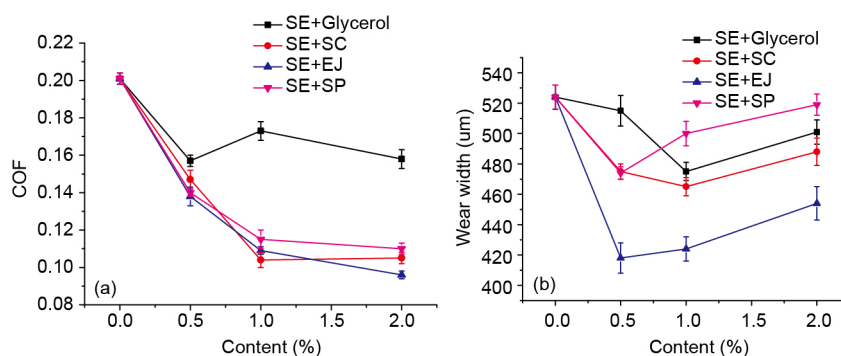 SE+Glycerol
SE+SC
SE+EJ
SE+SP
0.22
0.20
0.18
0.16
0.14
0.12
0.10
0.08
COF
(a)
0.0 0.5 1.0 1.5 2.0
Content (%)
SE+Glycerol
SE+SC
SE+EJ
SE+SP
540
520
500
480
460
440
420
400
Wear width (um)
(b)
0.0 0.5 1.0 1.5 2.0
Content (%)